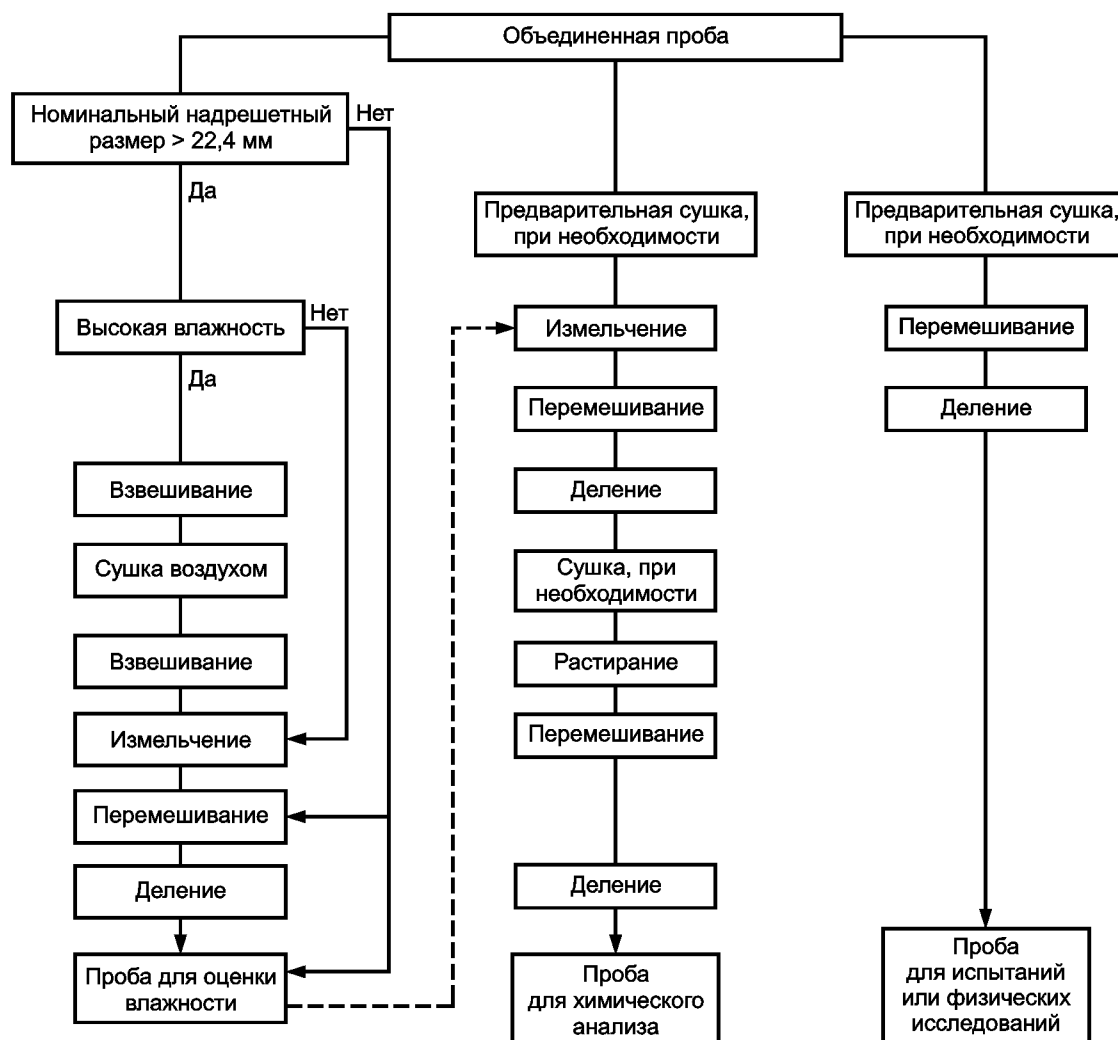 Объединенная проба
Номинальный надрешетный
размер > 22,4 мм
Нет
Да
Высокая влажность
Нет
Да
Взвешивание
Сушка воздухом
Взвешивание
Измельчение
Перемешивание
Деление
Проба для оценки
влажности
Предварительная сушка,
при необходимости
Измельчение
Перемешивание
Деление
Сушка, при
необходимости
Растирание
Перемешивание
Деление
Проба
для химического
анализа
Предварительная сушка,
при необходимости
Перемешивание
Деление
Проба
для испытаний
или физических
исследований